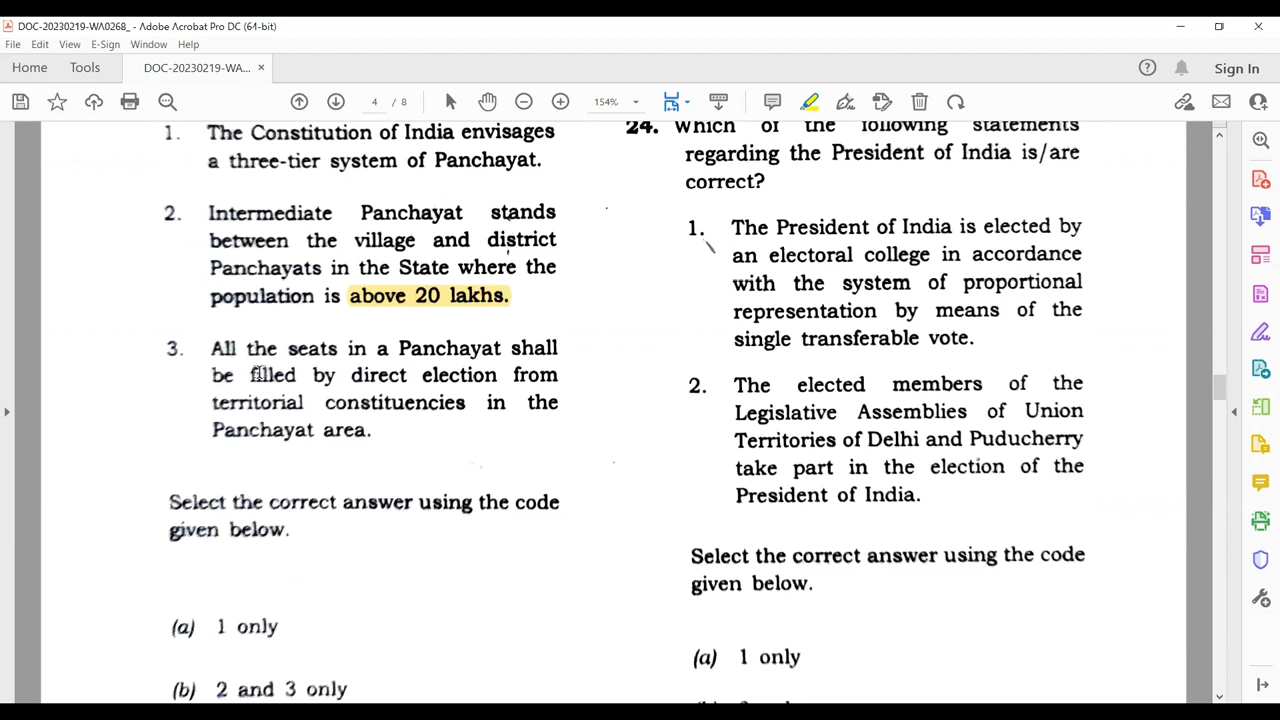 DOC-20230219-WA0268_ - Adobe Acrobat Pro DC (64-bit)
File Edit View E-Sign Window Help
Home Tools DOC-20230219-WA... × Sign In
4 / 8 154%
1. The Constitution of India envisages
a three-tier system of Panchayat.
2. Intermediate Panchayat stands
between the village and district
Panchayats in the State where the
population is above 20 lakhs.
3. All the seats in a Panchayat shall
be filled by direct election from
territorial constituencies in the
Panchayat area.
Select the correct answer using the code
given below.
(a) 1 only
(b) 2 and 3 only
24. Which of the following statements
regarding the President of India is/are
correct?
1. The President of India is elected by
an electoral college in accordance
with the system of proportional
representation by means of the
single transferable vote.
2. The elected members of the
Legislative Assemblies of Union
Territories of Delhi and Puducherry
take part in the election of the
President of India.
Select the correct answer using the code
given below.
(a) 1 only